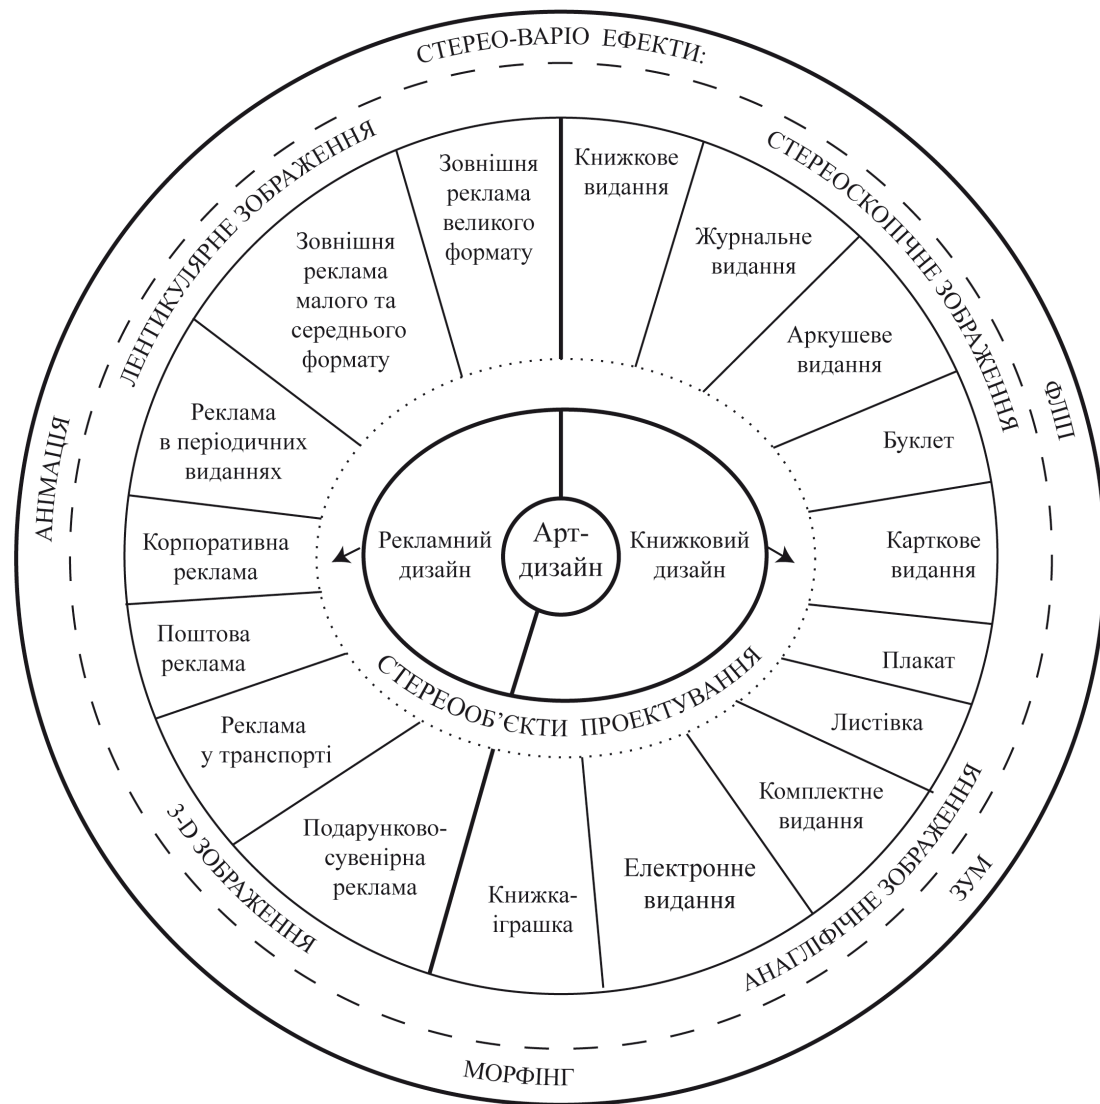 СТЕРЕО-ВАРІО ЕФЕКТИ:
ЛЕНТИКУЛЯРНЕ ЗОБРАЖЕННЯ
СТЕРЕОСКОПІЧНЕ ЗОБРАЖЕННЯ
АНІМАЦІЯ
ФЛІП
Зовнішня
реклама
великого
формату
Книжкове
видання
Зовнішня
реклама
малого та
середнього
формату
Журнальне
видання
Аркушеве
видання
Реклама
в періодичних
виданнях
Буклет
Корпоративна
реклама
Рекламний
дизайн
Арт-
дизайн
Книжковий
дизайн
Карткове
видання
Поштова
реклама
СТЕРЕООБ’ЄКТИ ПРОЕКТУВАННЯ
Плакат
Реклама
у транспорті
Листівка
Подарунково-
сувенірна
реклама
Книжка-
іграшка
Електронне
видання
Комплектне
видання
3-D ЗОБРАЖЕННЯ
АНАГЛІФІЧНЕ ЗОБРАЖЕННЯ
ЗУМ
МОРФІНГ